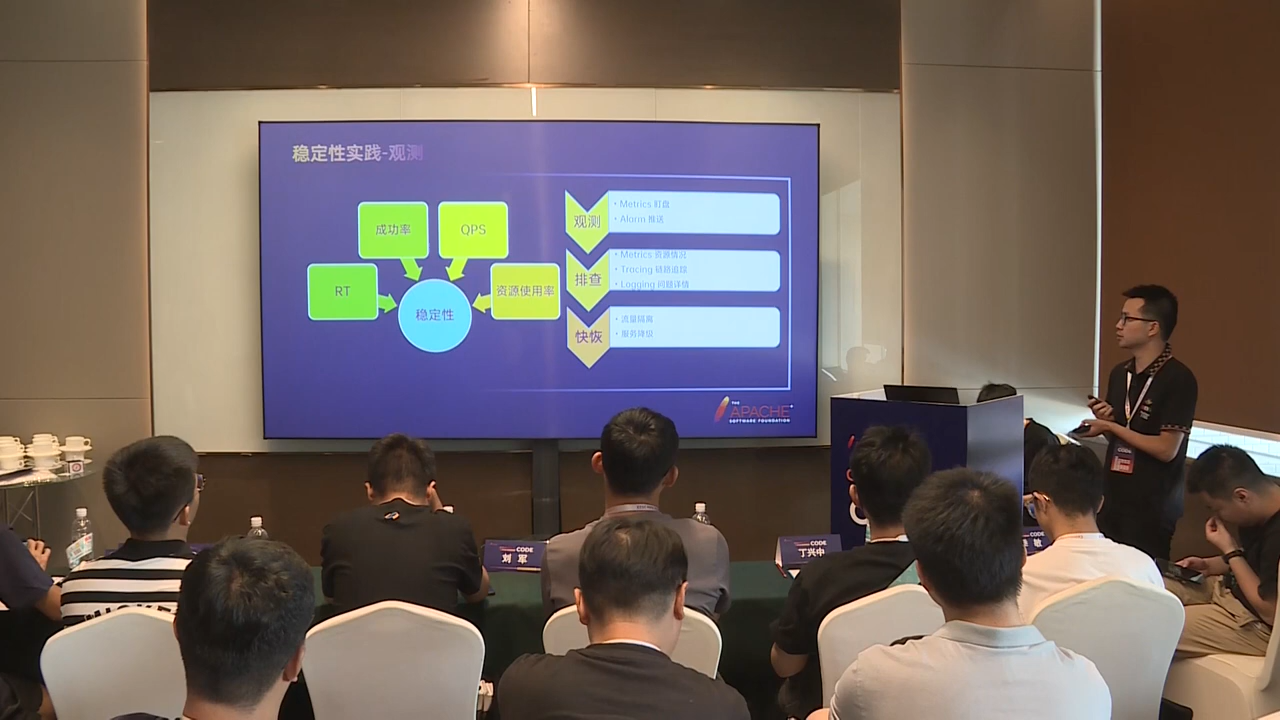 稳定性实践-观测
成功率
QPS
RT
资源使用率
稳定性
观测
• Metrics 盯盘
• Alarm 推送
排查
• Metrics 资源情况
• Tracing 链路追踪
• Logging 问题详情
快恢
• 流量隔离
• 服务降级
THE
APACHE
SOFTWARE FOUNDATION
CODE
刘 军
CODE
丁兴中
敏